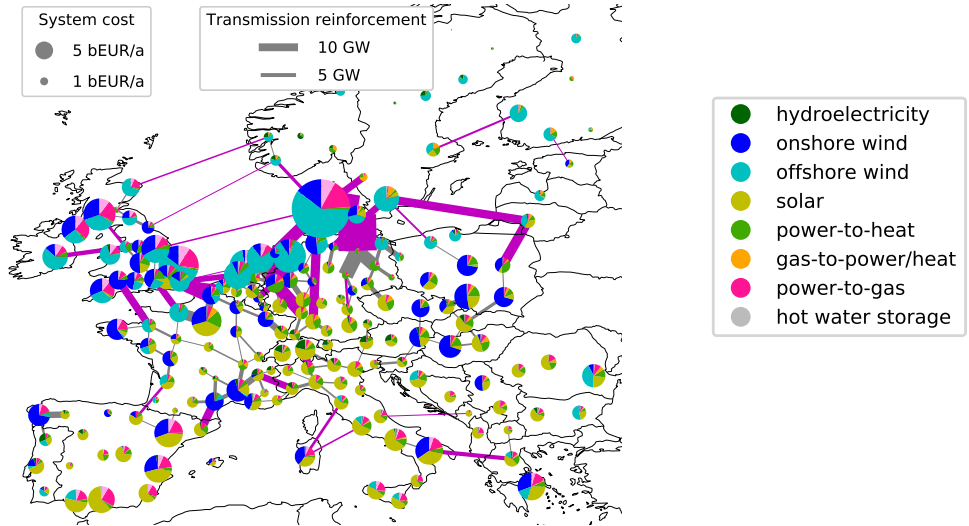 System cost
5 bEUR/a
1 bEUR/a
Transmission reinforcement
10 GW
5 GW
hydroelectricity
onshore wind
offshore wind
solar
power-to-heat
gas-to-power/heat
power-to-gas
hot water storage